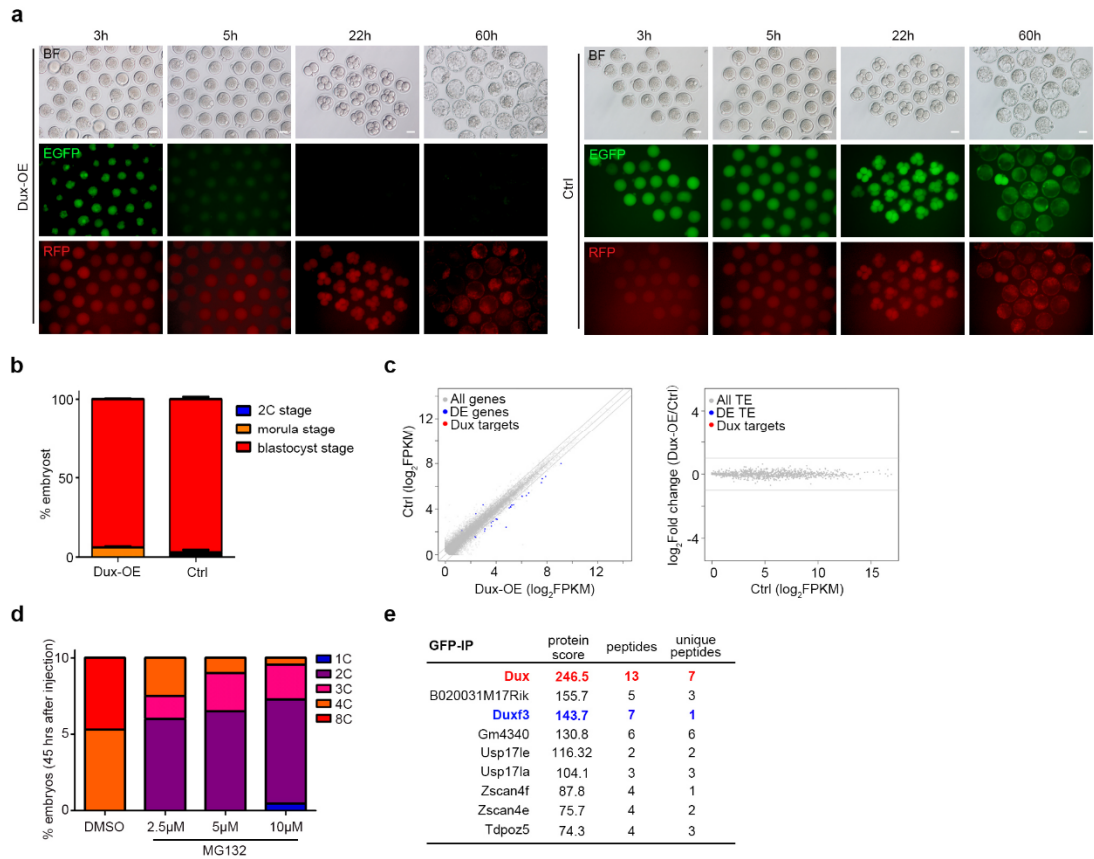 a
3h 5h 22h 60h 3h 5h 22h 60h
BF BF
Dux-OE EGFP Ctrl EGFP
RFP RFP
b
% embryost
100
50
0
Dux-OE Ctrl
2C stage
morula stage
blastocyst stage
c
All genes
DE genes
Dux targets
Ctrl (log2FPKM)
12
8
4
0
0 4 8 12
Dux-OE (log2FPKM)
All TE
DE TE
Dux targets
log2Fold change (Dux-OE/Ctrl)
4
0
-4
0 5 10 15
Ctrl (log2FPKM)
d
% embryos (45 hrs after injection)
10
5
0
DMSO 2.5μM 5μM 10μM
MG132
1C
2C
3C
4C
8C
e
GFP-IP protein score peptides unique peptides
Dux 246.5 13 7
B020031M17Rik 155.7 5 3
Duxf3 143.7 7 1
Gm4340 130.8 6 6
Usp17le 116.32 2 2
Usp17la 104.1 3 3
Zscan4f 87.8 4 1
Zscan4e 75.7 4 2
Tdpoz5 74.3 4 3